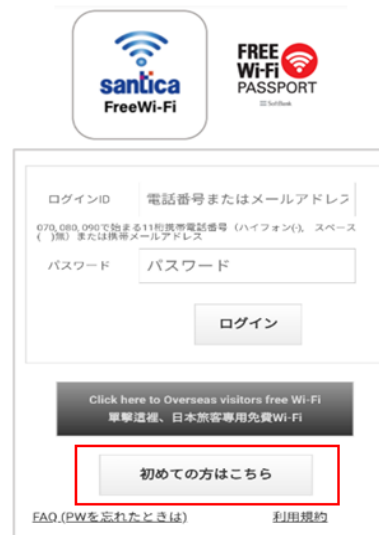 santica
FreeWi-Fi
FREE
Wi-Fi
PASSPORT
SoftBank
ログインID
電話番号またはメールアドレス
070,080,090で始まる11桁携帯電話番号(ハイフォン(-)、スペース
( )無)または携帯メールアドレス
パスワード
パスワード
ログイン
Click here to Overseas visitors free Wi-Fi
單擊這裡、日本旅客專用免費Wi-Fi
初めての方はこちら
FAQ (PWを忘れたときは)
利用規約